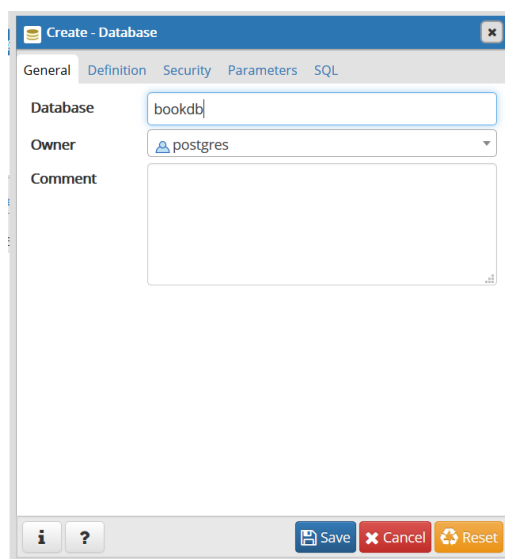 Create - Database
General Definition Security Parameters SQL
Database bookdb
Owner postgres
Comment
i ? Save Cancel Reset